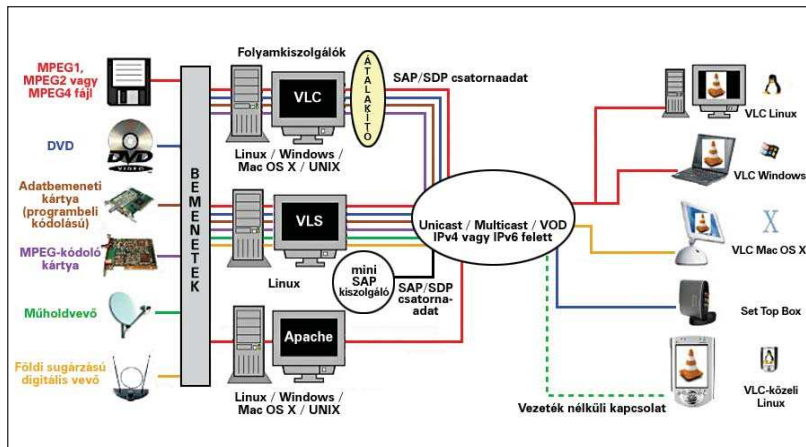 MPEG1,
MPEG2 vagy
MPEG4 fájl
DVD
DVD
VIDEO
Adatbemeneti
kártya
(programbeli
kódolású)
MPEG-kódoló
kártya
Műholdvevő
Földi sugárzású
digitális vevő
BEMENETEK
Folyamkiszolgálók
VLC
ÁTALAKÍTÓ
SAP/SDP csatornaadat
Linux / Windows /
Mac OS X / UNIX
VLS
Linux
mini
SAP
kiszolgáló
SAP/SDP
csatorna-
adat
Apache
Linux / Windows /
Mac OS X / UNIX
Unicast / Multicast / VOD
IPv4 vagy IPv6 felett
Vezeték nélküli kapcsolat
VLC Linux
VLC Windows
X
VLC Mac OS X
Set Top Box
VLC-közeli
Linux